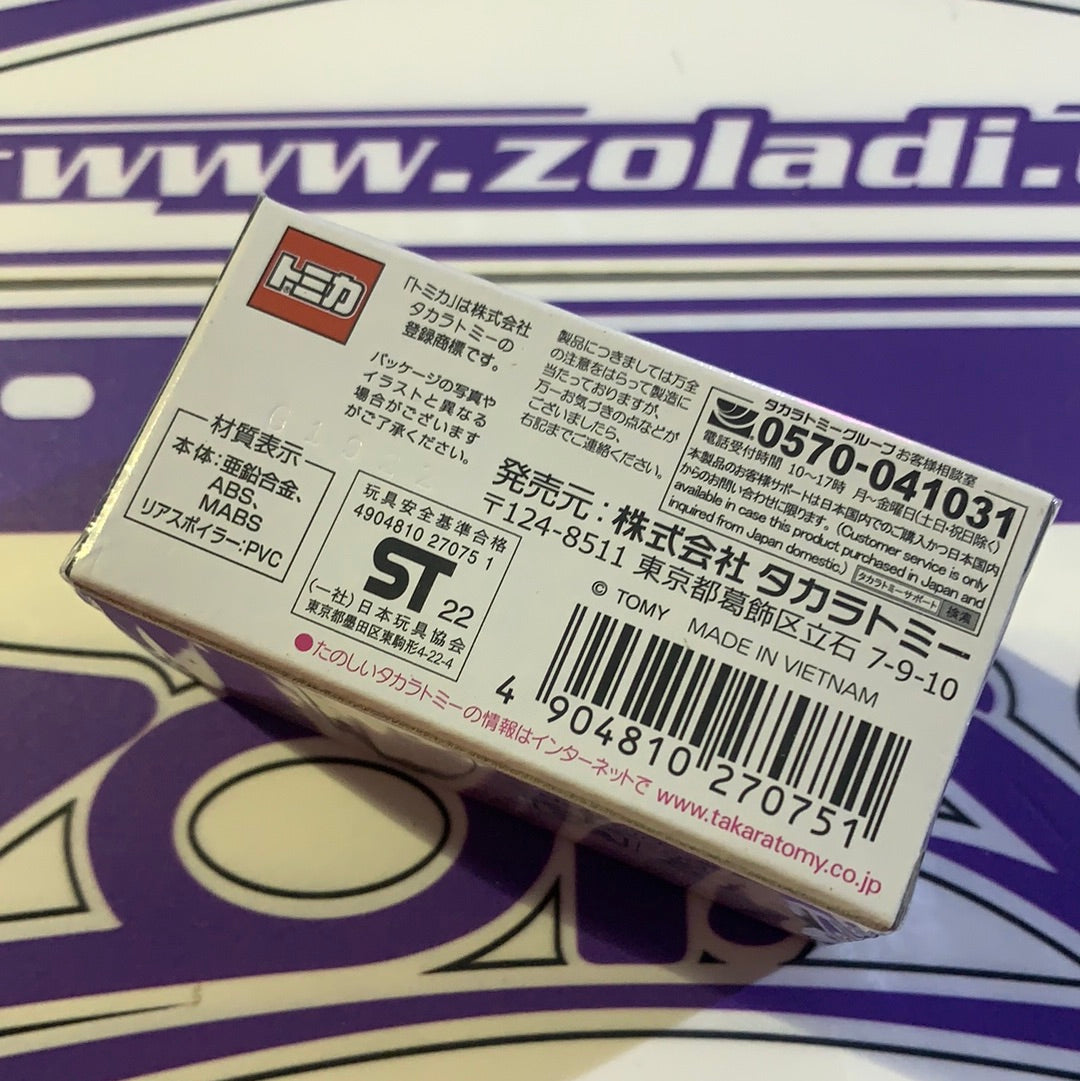 www.zoladi.
トミカ
「トミカ」は株式会社
タカラトミーの
登録商標です。
パッケージの写真や
イラストと異なる
場合がございます
がご了承ください。
製品につきましては万全
の注意をはらって製造に
当たっておりますが、
万一お気づきの点などが
ございましたら、
右記までご連絡ください。
タカラトミーグループお客様相談室
0570-041031
電話受付時間 10〜17時 月〜金曜日(土日・祝日除く)
本製品のお客様サポートは日本国内でのご購入かつ日本国内
からのお問い合わせに限ります。(Customer service is only
available in case this product purchased in Japan and
inquired from Japan domestic.)
タカラトミーサポート 検索
材質表示
本体:亜鉛合金、
ABS、
MABS
リアスポイラー:PVC
玩具安全基準合格
4904810 27075 1
ST 22
(一社)日本玩具協会
東京都墨田区東駒形4-22-4
発売元:株式会社 タカラトミー
〒124-8511 東京都葛飾区立石 7-9-10
© TOMY MADE IN VIETNAM
4 904810 270751
●たのしいタカラトミーの情報はインターネットで www.takaratomy.co.jp